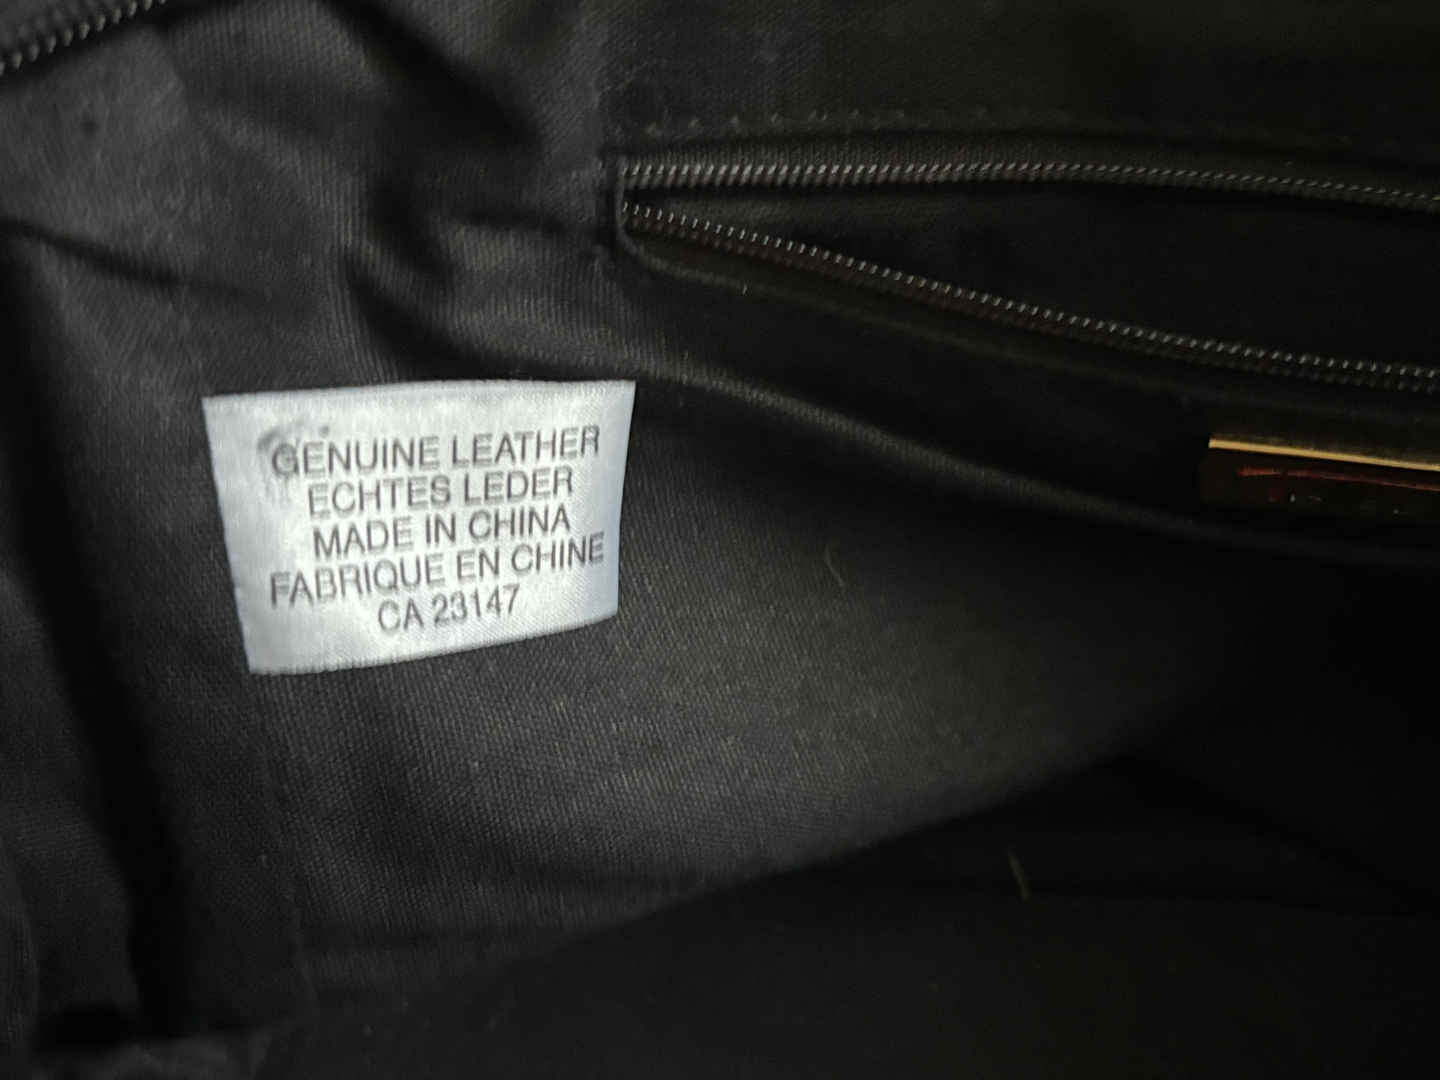 GENUINE LEATHER
ECHTES LEDER
MADE IN CHINA
FABRIQUE EN CHINE
CA 23147